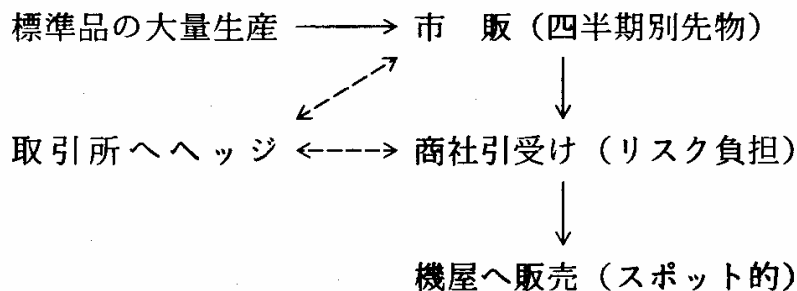 標準品の大量生産 ⟶ 市 販（四半期別先物）
取引所へヘッジ ⇠⇢ 商社引受け（リスク負担）
機屋へ販売（スポット的）